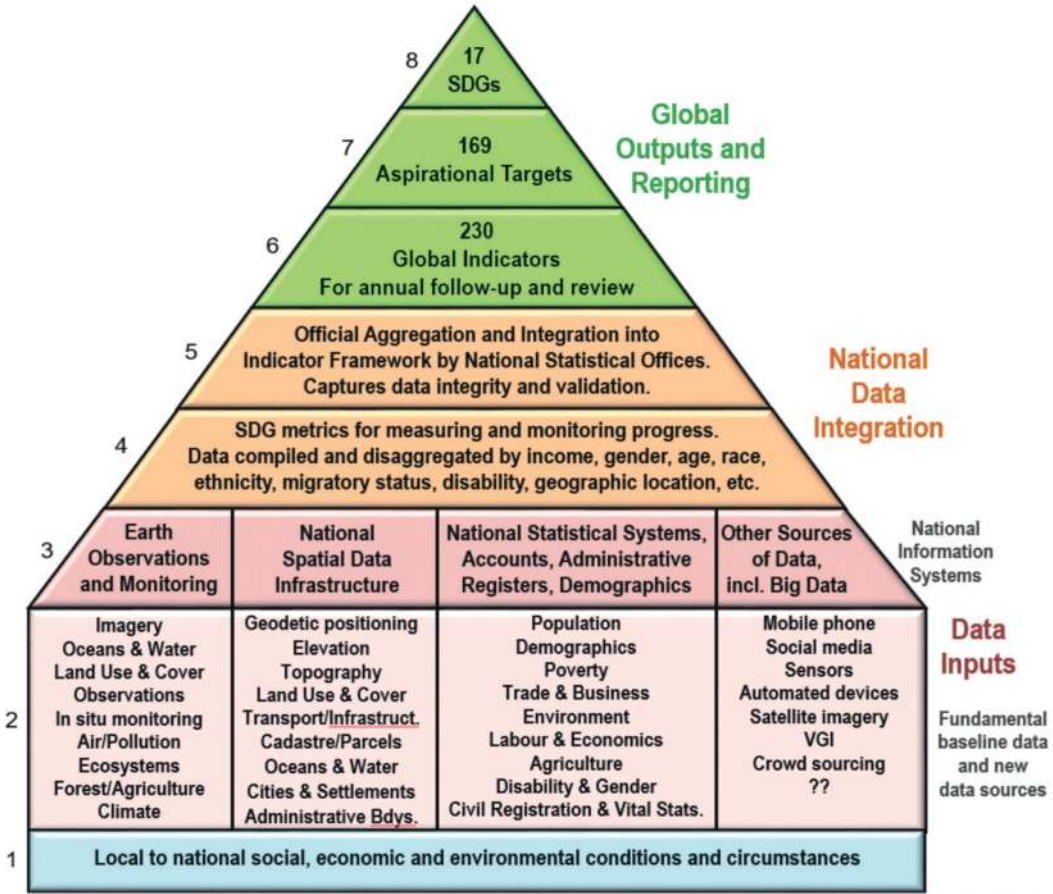 8
17
SDGs
Global
Outputs and
Reporting
7
169
Aspirational Targets
6
230
Global Indicators
For annual follow-up and review
5
Official Aggregation and Integration into
Indicator Framework by National Statistical Offices.
Captures data integrity and validation.
National
Data
Integration
4
SDG metrics for measuring and monitoring progress.
Data compiled and disaggregated by income, gender, age, race,
ethnicity, migratory status, disability, geographic location, etc.
3
Earth
Observations
and Monitoring
National
Spatial Data
Infrastructure
National Statistical Systems,
Accounts, Administrative
Registers, Demographics
Other Sources
of Data,
incl. Big Data
National
Information
Systems
2
Imagery
Oceans & Water
Land Use & Cover
Observations
In situ monitoring
Air/Pollution
Ecosystems
Forest/Agriculture
Climate
Geodetic positioning
Elevation
Topography
Land Use & Cover
Transport/Infrastruct.
Cadastre/Parcels
Oceans & Water
Cities & Settlements
Administrative Bdys.
Population
Demographics
Poverty
Trade & Business
Environment
Labour & Economics
Agriculture
Disability & Gender
Civil Registration & Vital Stats.
Mobile phone
Social media
Sensors
Automated devices
Satellite imagery
VGI
Crowd sourcing
??
Data
Inputs
Fundamental
baseline data
and new
data sources
1
Local to national social, economic and environmental conditions and circumstances